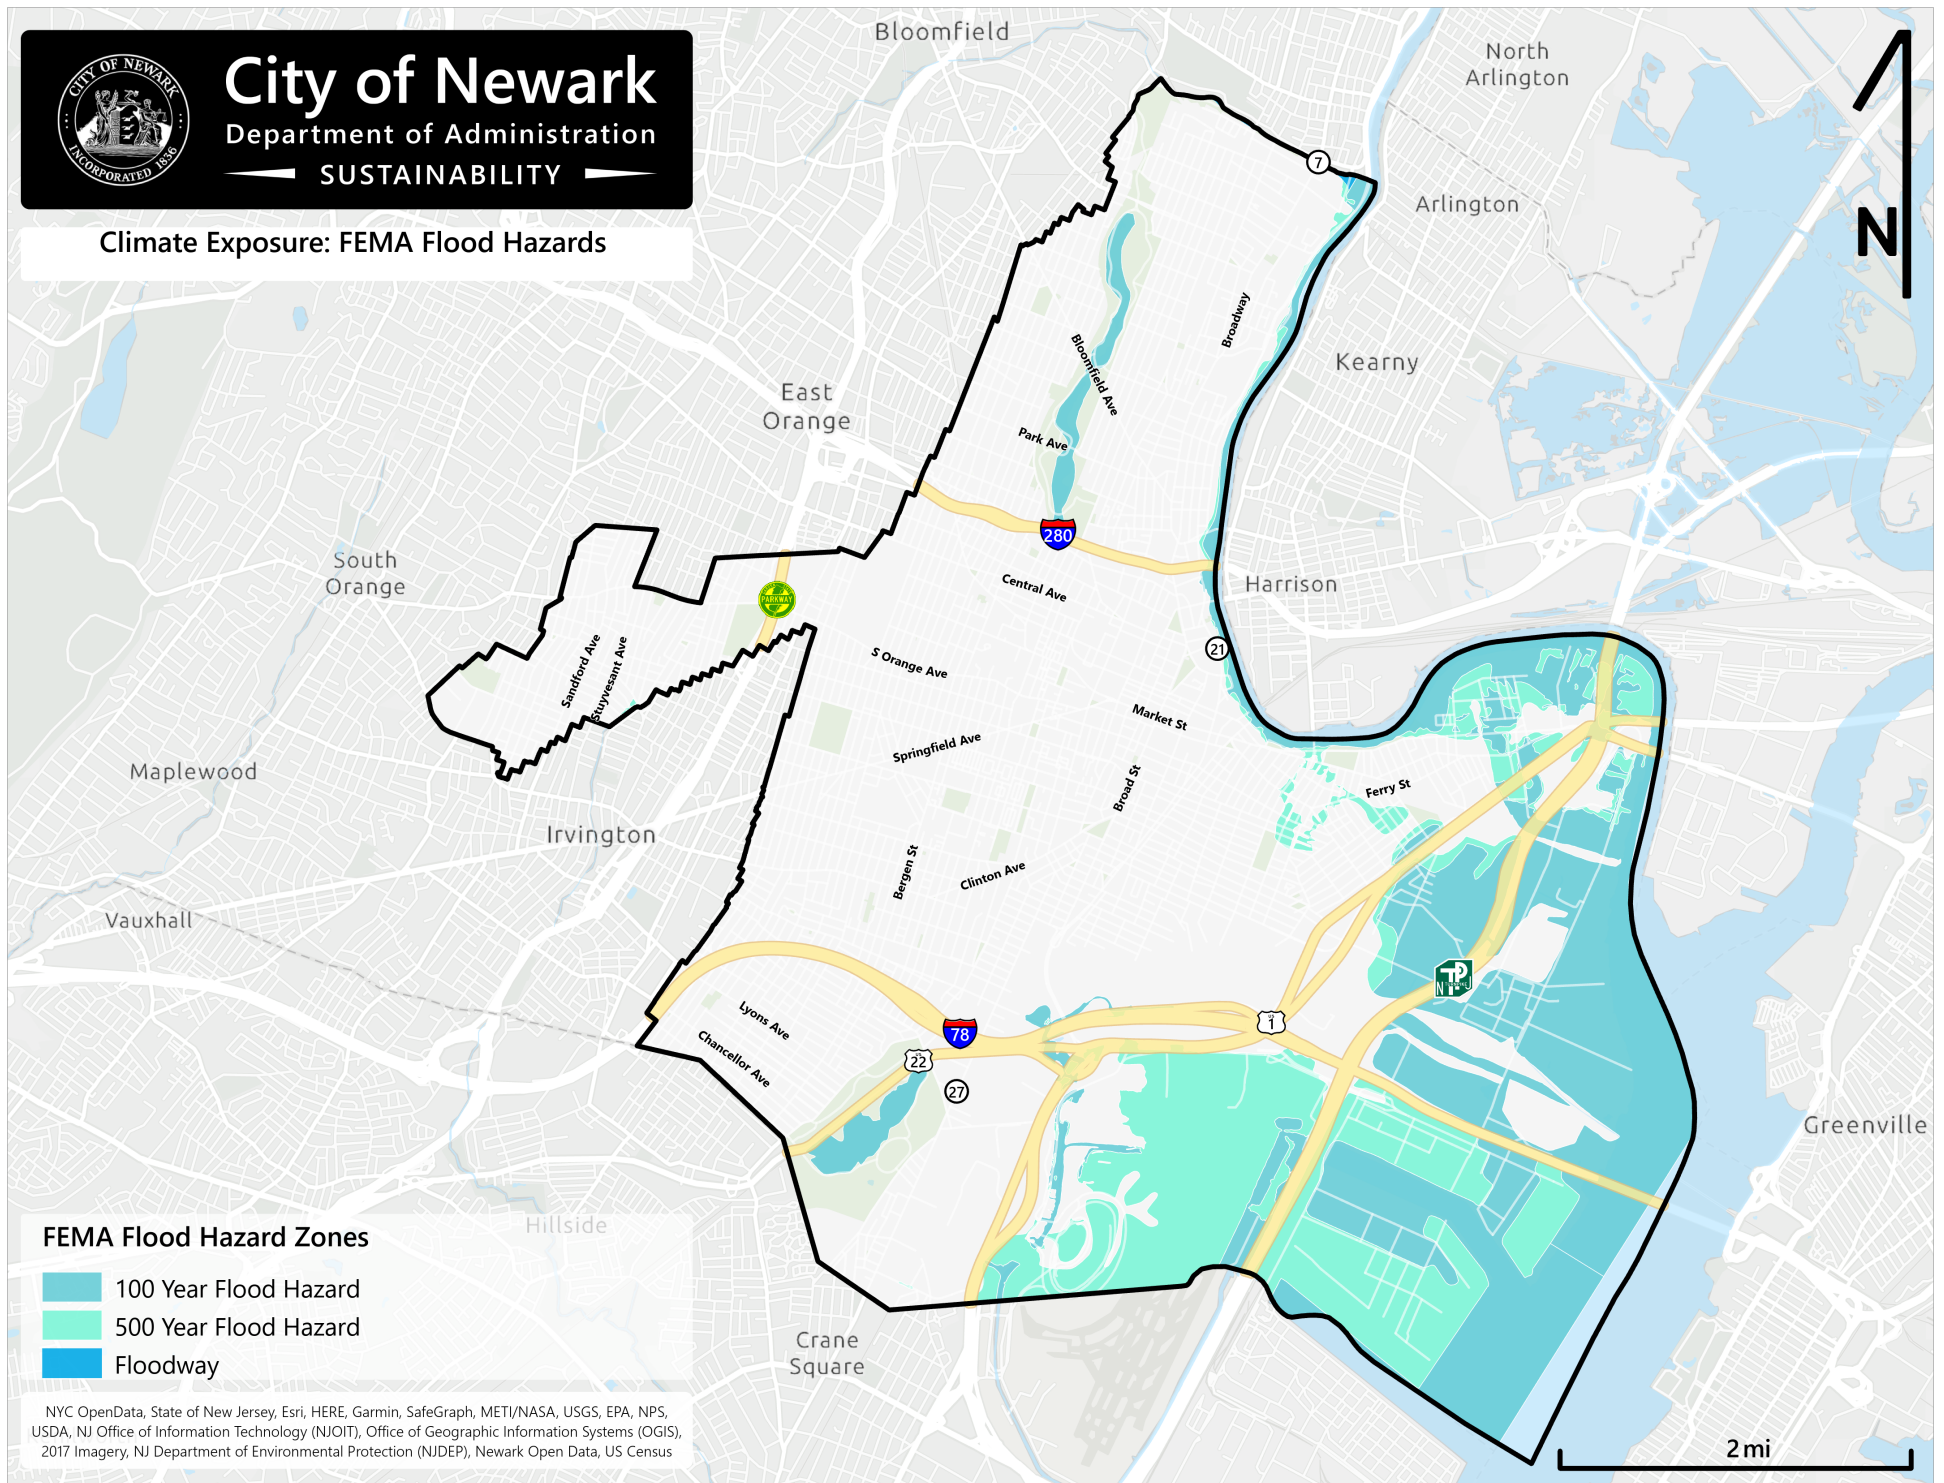 CITY OF NEWARK
INCORPORATED 1836
City of Newark
Department of Administration
SUSTAINABILITY
Climate Exposure: FEMA Flood Hazards
Bloomfield
North
Arlington
7
Arlington
N
Broadway
Kearny
Bloomfield Ave
East
Orange
Park Ave
280
South
Orange
PARKWAY
Central Ave
Harrison
21
Sandford Ave
Stuyvesant Ave
S Orange Ave
Market St
Springfield Ave
Maplewood
Broad St
Ferry St
Irvington
Bergen St
Clinton Ave
Vauxhall
NTPJ
Lyons Ave
Chancellor Ave
78
US
1
US
22
27
Greenville
Hillside
Crane
Square
FEMA Flood Hazard Zones
100 Year Flood Hazard
500 Year Flood Hazard
Floodway
NYC OpenData, State of New Jersey, Esri, HERE, Garmin, SafeGraph, METI/NASA, USGS, EPA, NPS,
USDA, NJ Office of Information Technology (NJOIT), Office of Geographic Information Systems (OGIS),
2017 Imagery, NJ Department of Environmental Protection (NJDEP), Newark Open Data, US Census
2 mi